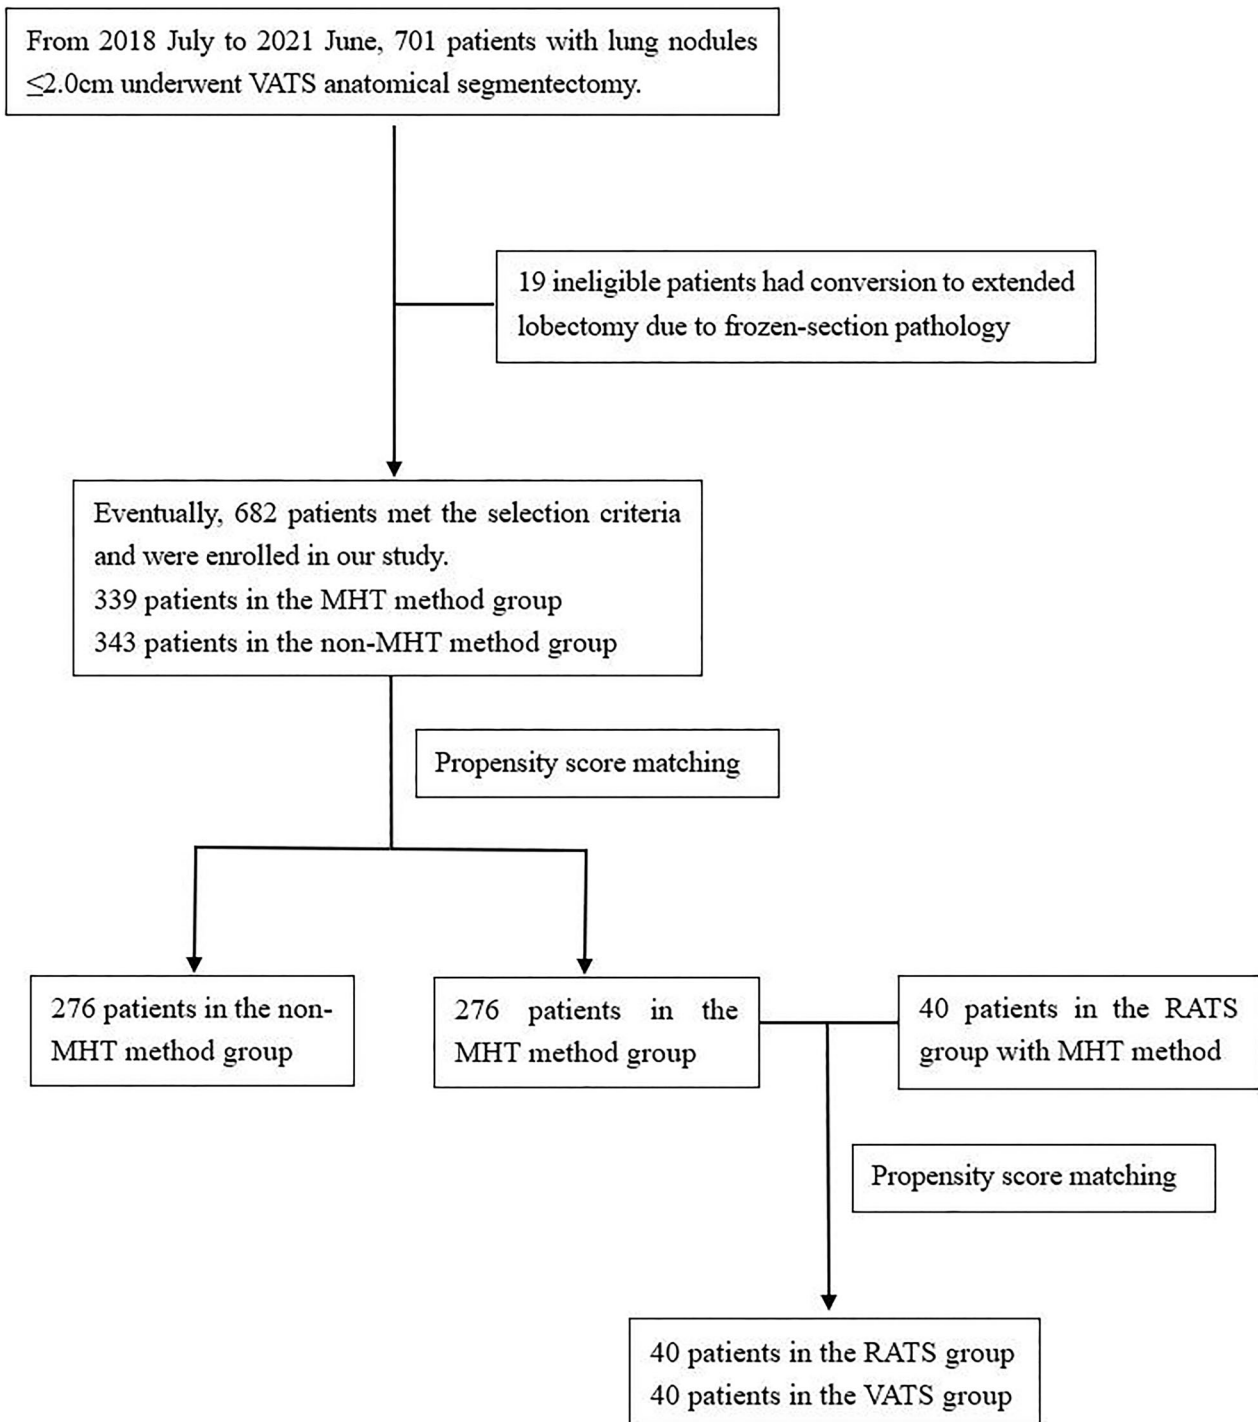 From 2018 July to 2021 June, 701 patients with lung nodules
≤2.0cm underwent VATS anatomical segmentectomy.
19 ineligible patients had conversion to extended
lobectomy due to frozen-section pathology
Eventually, 682 patients met the selection criteria
and were enrolled in our study.
339 patients in the MHT method group
343 patients in the non-MHT method group
Propensity score matching
276 patients in the non-
MHT method group
276 patients in the
MHT method group
40 patients in the RATS
group with MHT method
Propensity score matching
40 patients in the RATS group
40 patients in the VATS group